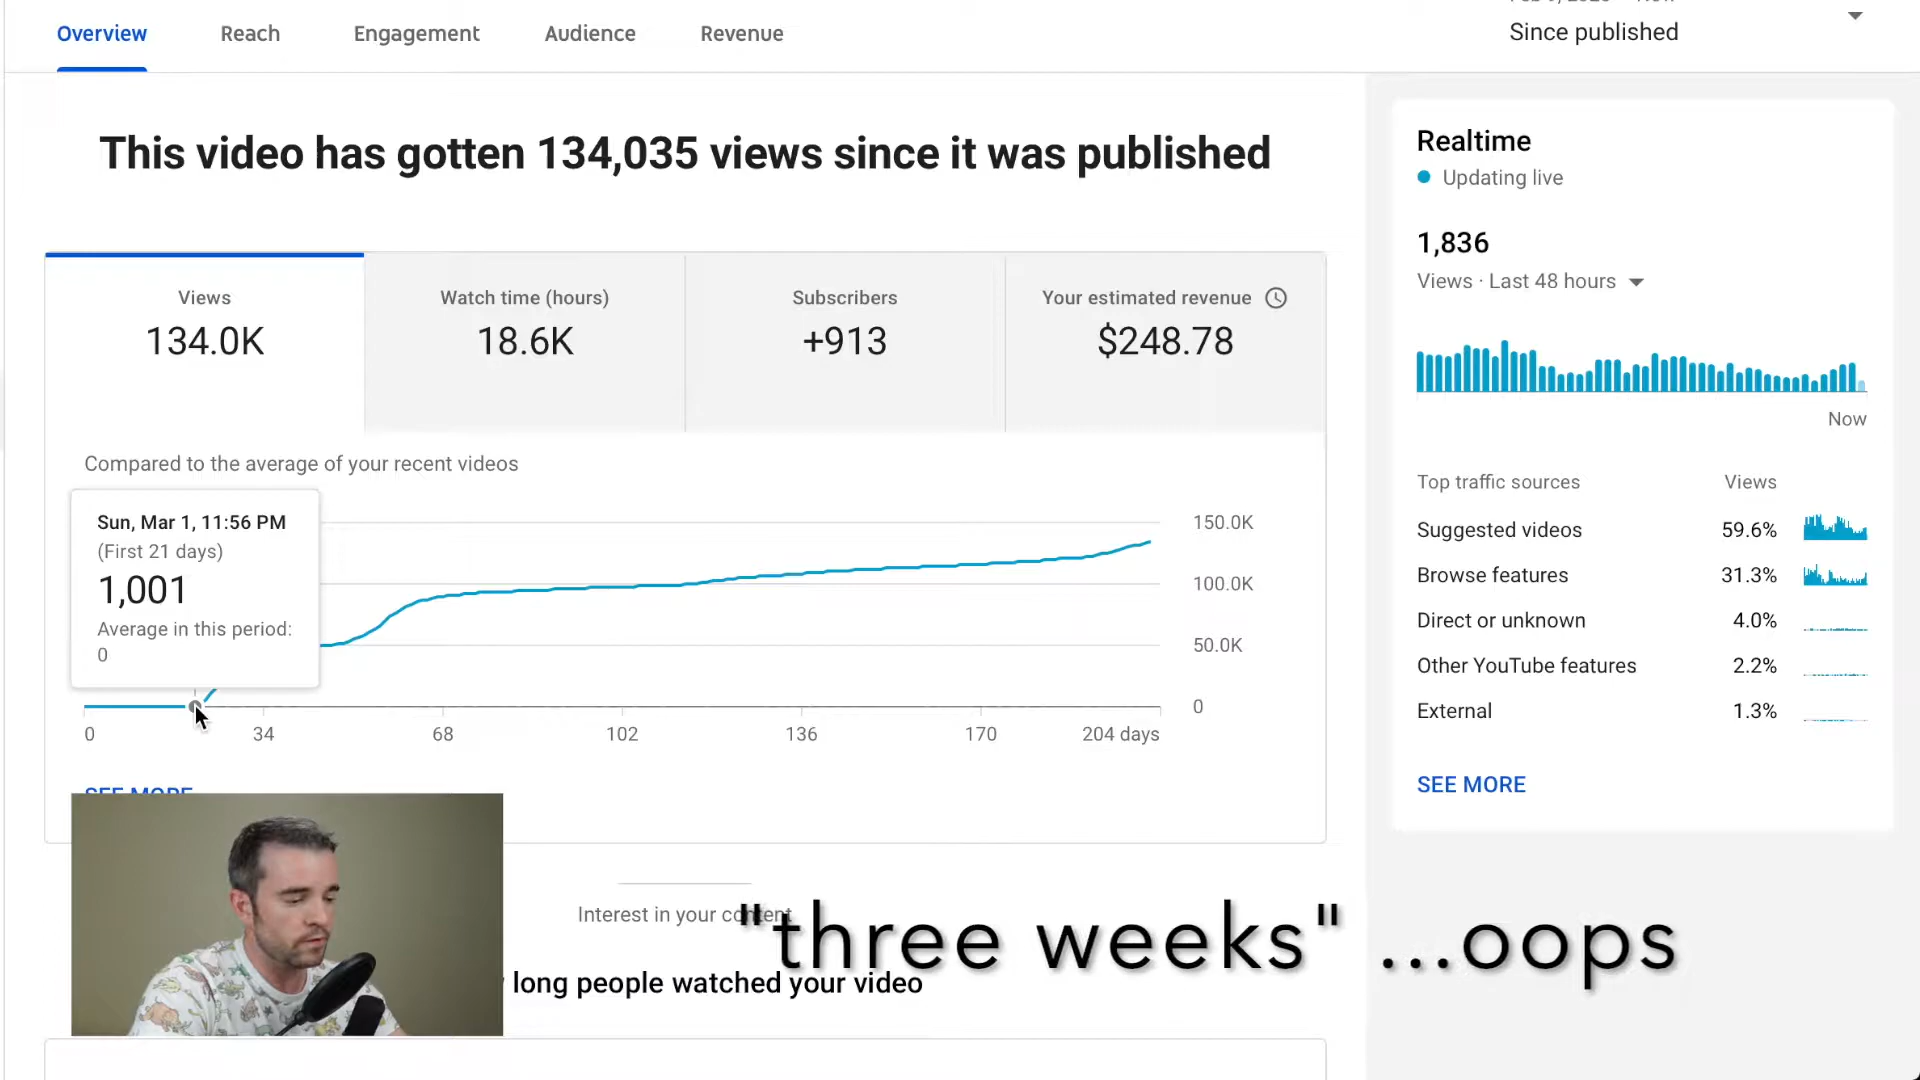 Overview
Reach
Engagement
Audience
Revenue
Since published
This video has gotten 134,035 views since it was published
Views
134.0K
Watch time (hours)
18.6K
Subscribers
+913
Your estimated revenue
$248.78
Compared to the average of your recent videos
Sun, Mar 1, 11:56 PM
(First 21 days)
1,001
Average in this period:
0
150.0K
100.0K
50.0K
0
0
34
68
102
136
170
204 days
SEE MORE
Realtime
Updating live
1,836
Views · Last 48 hours
Now
Top traffic sources
Views
Suggested videos
59.6%
Browse features
31.3%
Direct or unknown
4.0%
Other YouTube features
2.2%
External
1.3%
SEE MORE
Interest in your content
"three weeks" ...oops
long people watched your video